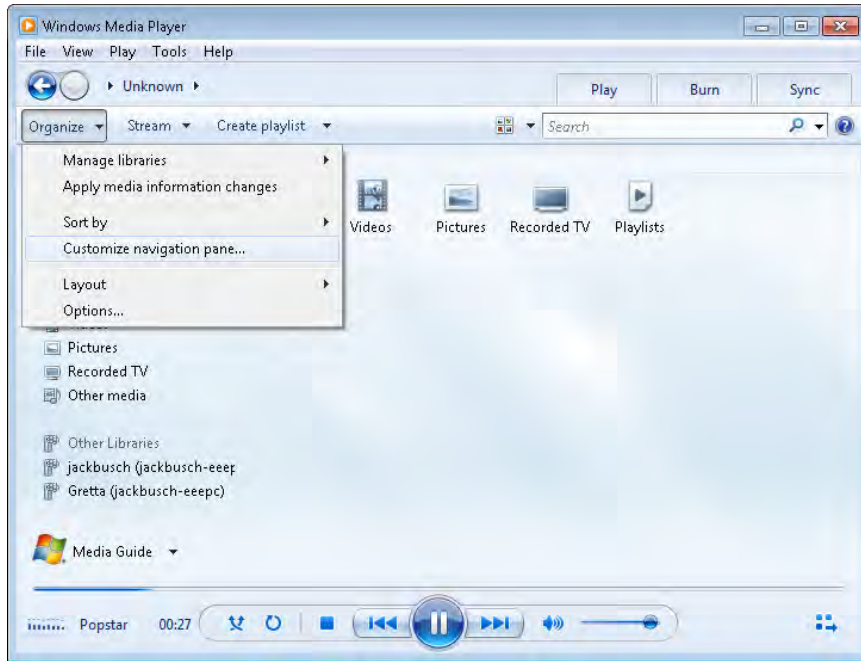 Windows Media Player
File View Play Tools Help
Unknown
Play Burn Sync
Organize Stream Create playlist Search
Manage libraries
Apply media information changes
Sort by
Customize navigation pane...
Layout
Options...
Videos Pictures Recorded TV Playlists
Pictures
Recorded TV
Other media
Other Libraries
jackbusch (jackbusch-eee
Gretta (jackbusch-eeepc)
Media Guide
Popstar 00:27